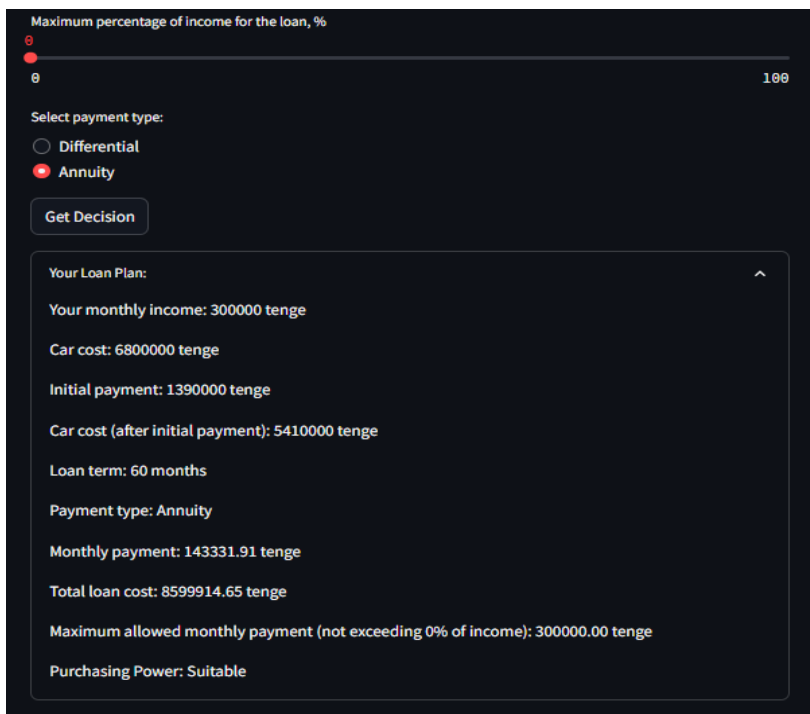 Maximum percentage of income for the loan, %
0
0 100
Select payment type:
Differential
Annuity
Get Decision
Your Loan Plan:
Your monthly income: 300000 tenge
Car cost: 6800000 tenge
Initial payment: 1390000 tenge
Car cost (after initial payment): 5410000 tenge
Loan term: 60 months
Payment type: Annuity
Monthly payment: 143331.91 tenge
Total loan cost: 8599914.65 tenge
Maximum allowed monthly payment (not exceeding 0% of income): 300000.00 tenge
Purchasing Power: Suitable